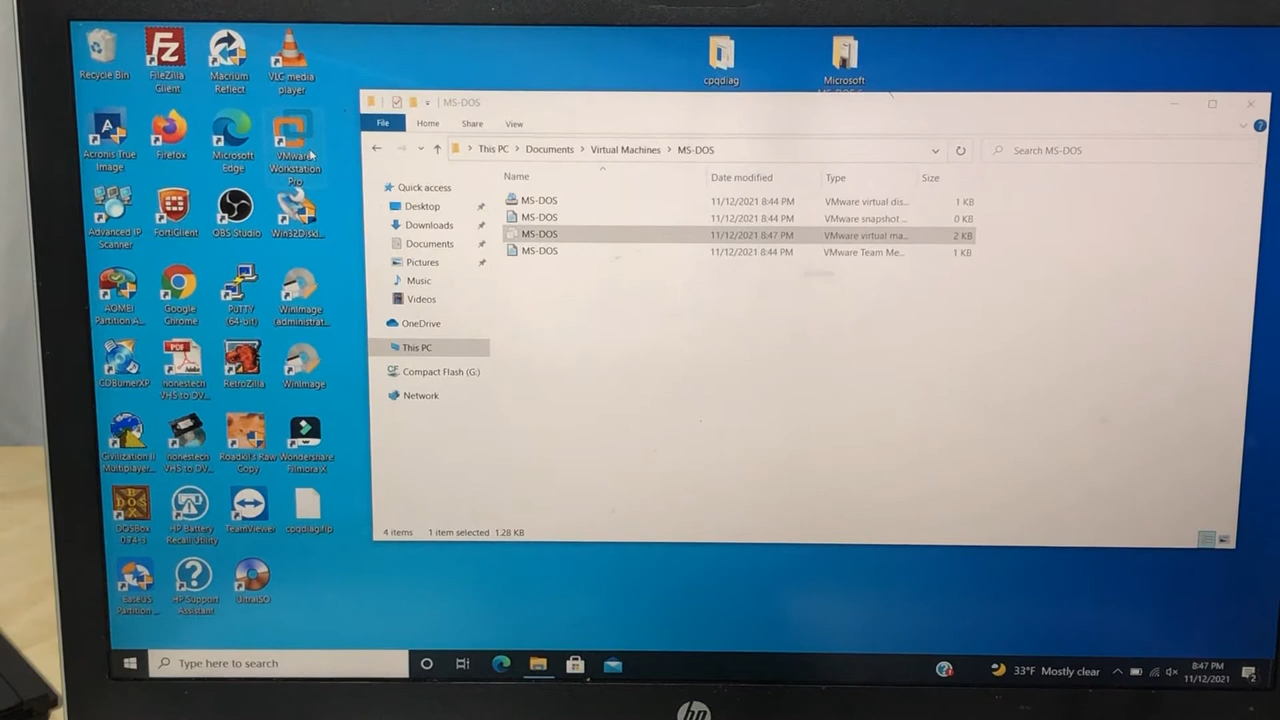 Recycle Bin
FileZilla
Client
Macrium
Reflect
VLC media
player
cpqdiag
Microsoft
Acronis True
Image
Firefox
Microsoft
Edge
VMware
Workstation
Pro
Advanced IP
Scanner
FortiClient
OBS Studio
Win32Diskl...
AOMEI
Partition A...
Google
Chrome
PuTTY
(64-bit)
WinImage
(administrat...
CDBurnerXP
honestech
VHS to DV...
RetroZilla
WinImage
Civilization II
Multiplayer...
honestech
VHS to DV...
Roadkil's Raw
Copy
Wondershare
Filmora X
DOSBox
0.74-3
HP Battery
Recall Utility
TeamViewer
cpqdiag.flp
EaseUS
Partition ...
HP Support
Assistant
UltraISO
MS-DOS
File Home Share View
This PC > Documents > Virtual Machines > MS-DOS
Search MS-DOS
Name Date modified Type Size
MS-DOS 11/12/2021 8:44 PM VMware virtual dis... 1 KB
MS-DOS 11/12/2021 8:44 PM VMware snapshot ... 0 KB
MS-DOS 11/12/2021 8:47 PM VMware virtual ma... 2 KB
MS-DOS 11/12/2021 8:44 PM VMware Team Me... 1 KB
Quick access
Desktop
Downloads
Documents
Pictures
Music
Videos
OneDrive
This PC
Compact Flash (G:)
Network
4 items 1 item selected 1.28 KB
Type here to search
33°F Mostly clear
8:47 PM
11/12/2021
2
hp